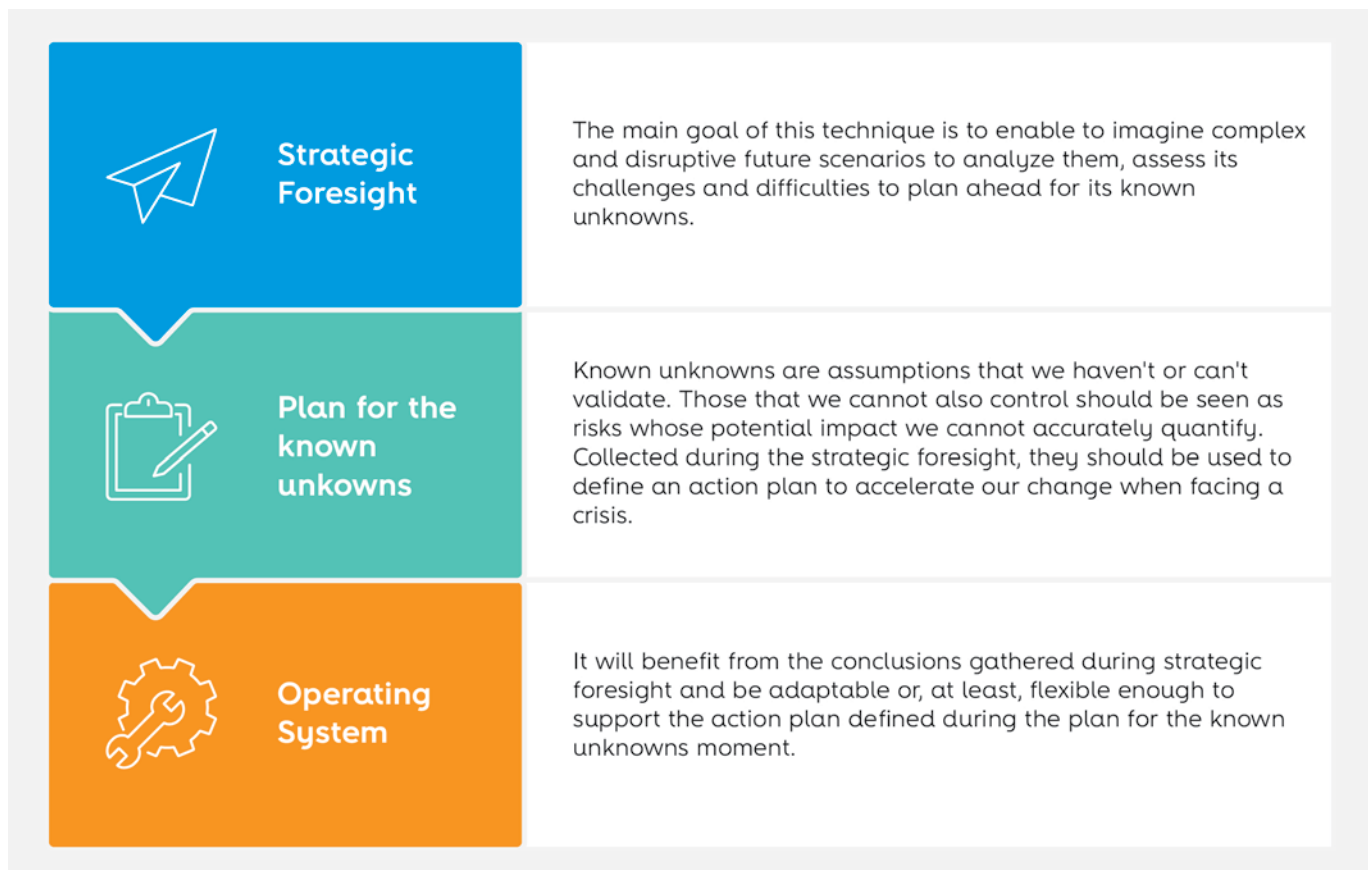 Strategic
Foresight
The main goal of this technique is to enable to imagine complex
and disruptive future scenarios to analyze them, assess its
challenges and difficulties to plan ahead for its known
unknowns.
Plan for the
known
unkowns
Known unknowns are assumptions that we haven't or can't
validate. Those that we cannot also control should be seen as
risks whose potential impact we cannot accurately quantify.
Collected during the strategic foresight, they should be used to
define an action plan to accelerate our change when facing a
crisis.
Operating
System
It will benefit from the conclusions gathered during strategic
foresight and be adaptable or, at least, flexible enough to
support the action plan defined during the plan for the known
unknowns moment.